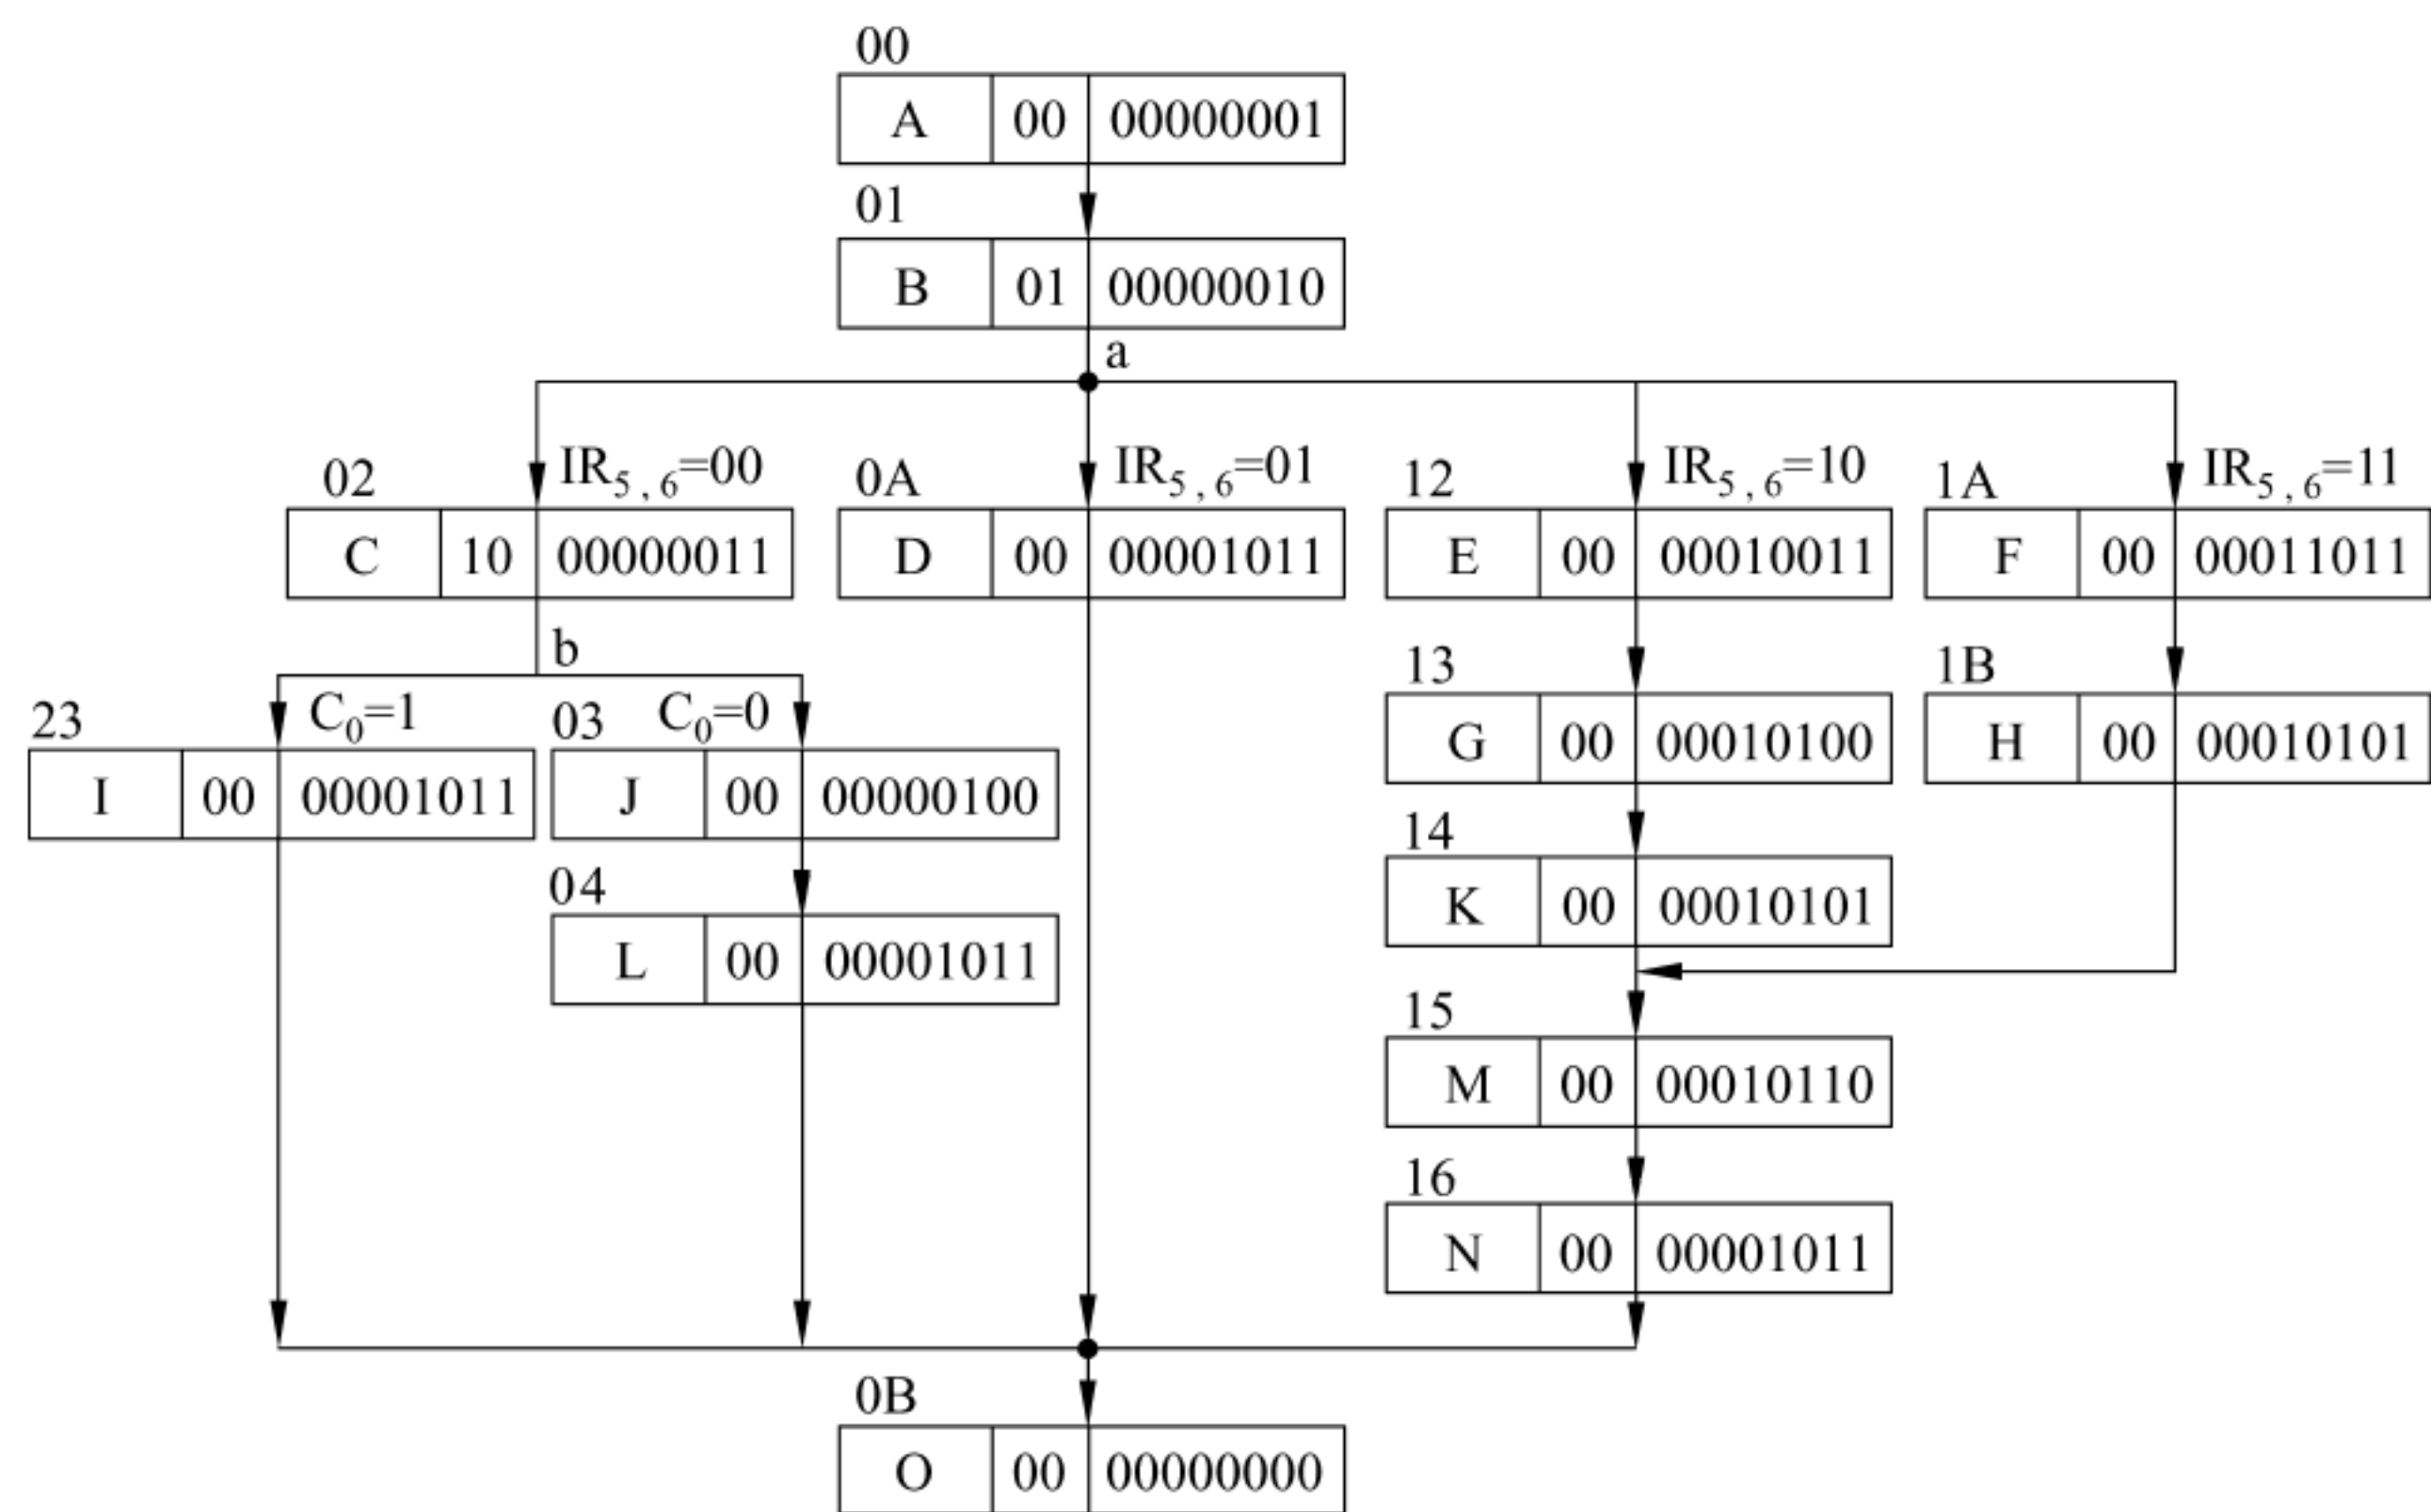 00
A 00 00000001
01
B 01 00000010
a
IR5,6=00 IR5,6=01 IR5,6=10 IR5,6=11
02 0A 12 1A
C 10 00000011 D 00 00001011 E 00 00010011 F 00 00011011
b
13 1B
C0=1 C0=0
23 03
G 00 00010100 H 00 00010101
I 00 00001011 J 00 00000100
14
04
K 00 00010101
L 00 00001011
15
M 00 00010110
16
N 00 00001011
0B
O 00 00000000